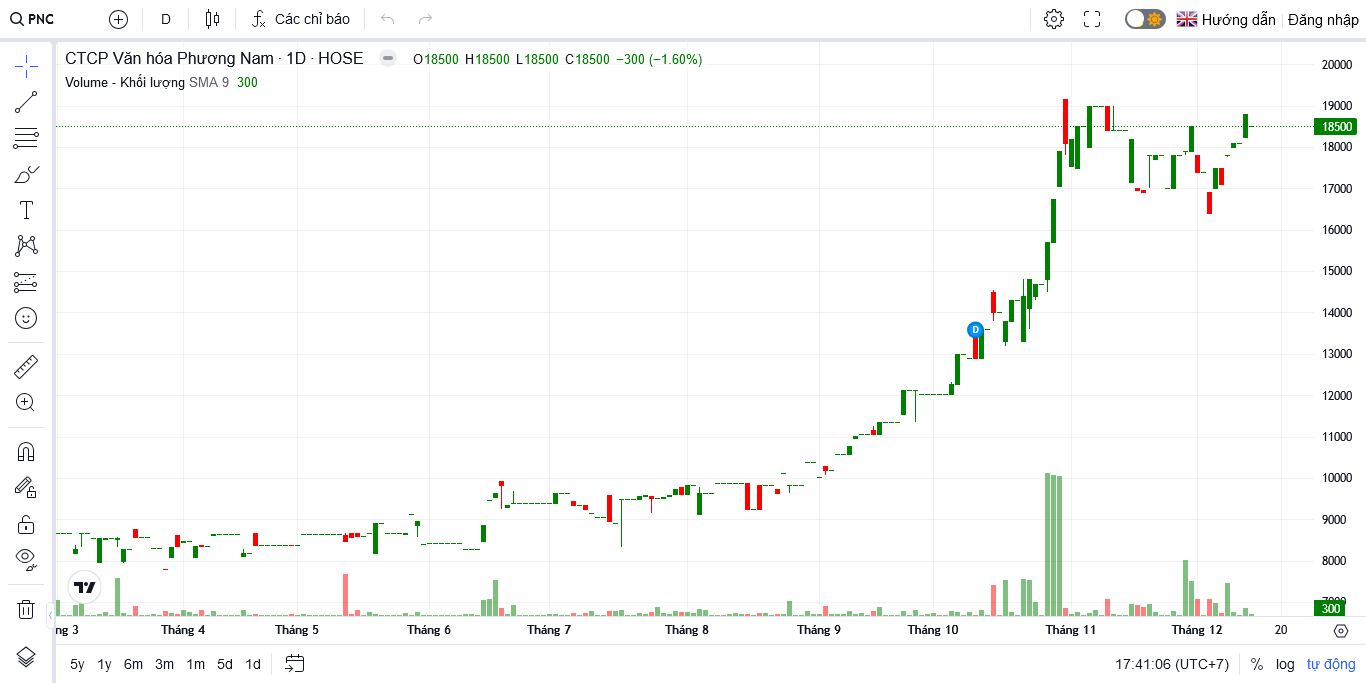 PNC D Các chỉ báo Hướng dẫn Đăng nhập
CTCP Văn hóa Phương Nam · 1D · HOSE O18500 H18500 L18500 C18500 −300 (−1.60%)
Volume - Khối lượng SMA 9 300
20000
19000
18500
18000
17000
16000
15000
14000
D
13000
12000
11000
10000
9000
8000
7000
300
ng 3 Tháng 4 Tháng 5 Tháng 6 Tháng 7 Tháng 8 Tháng 9 Tháng 10 Tháng 11 Tháng 12 20
5y 1y 6m 3m 1m 5d 1d 17:41:06 (UTC+7) % log tự động